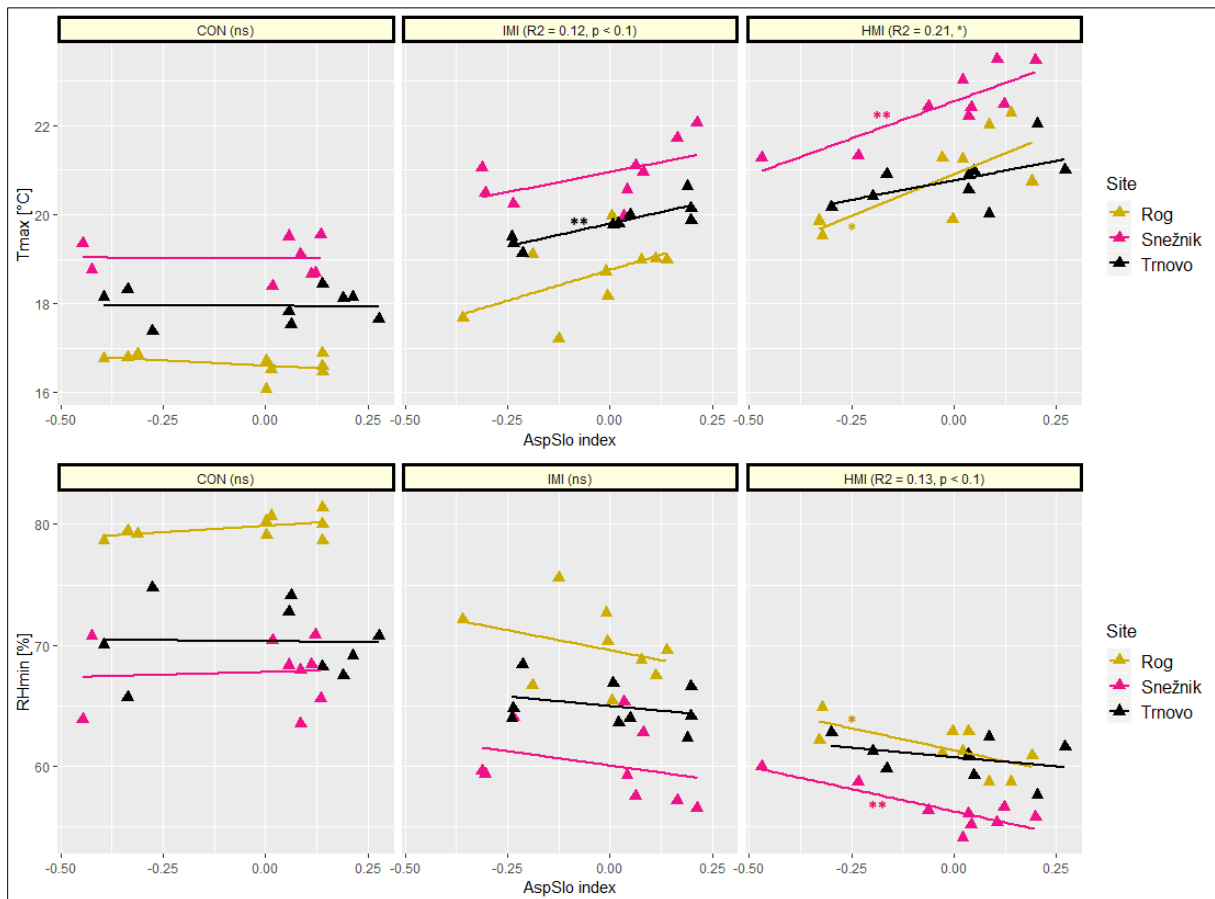 CON (ns)
IMI (R2 = 0.12, p < 0.1)
HMI (R2 = 0.21, *)
Tmax [°C]
22
20
18
16
**
**
*
-0.50 -0.25 0.00 0.25 -0.50 -0.25 0.00 0.25 -0.50 -0.25 0.00 0.25
AspSlo index
Site
Rog
Snežnik
Trnovo
CON (ns)
IMI (ns)
HMI (R2 = 0.13, p < 0.1)
RHmin [%]
80
70
60
*
**
-0.50 -0.25 0.00 0.25 -0.50 -0.25 0.00 0.25 -0.50 -0.25 0.00 0.25
AspSlo index
Site
Rog
Snežnik
Trnovo